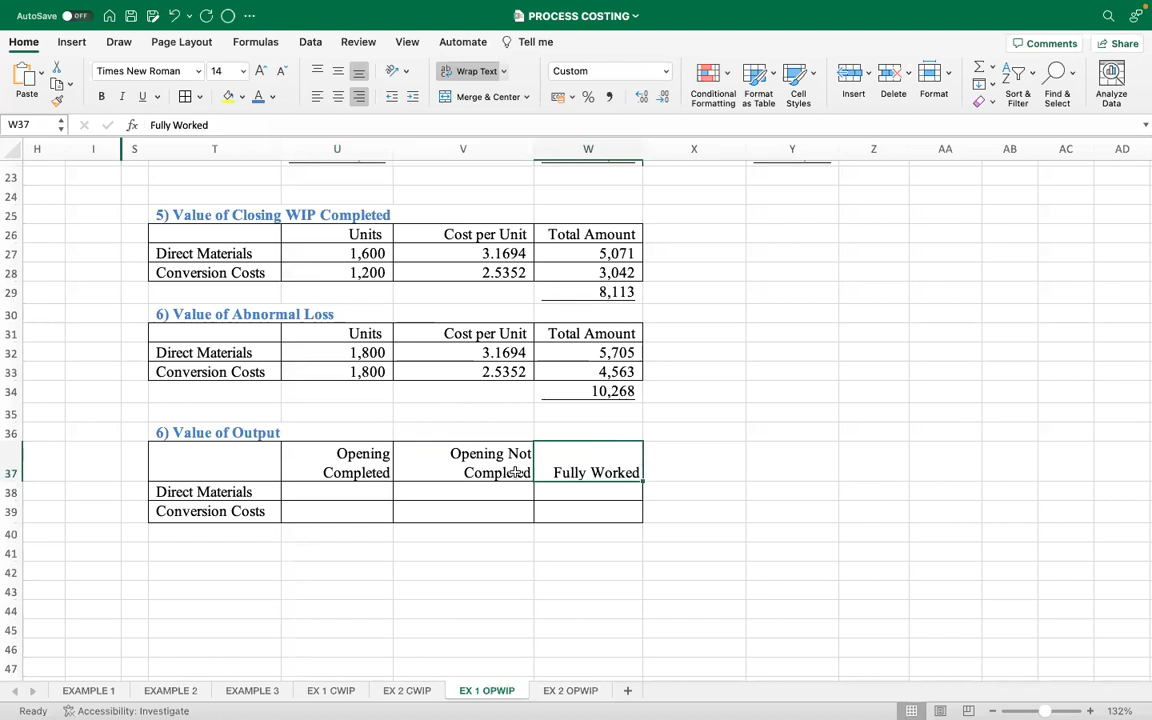 AutoSave OFF PROCESS COSTING
Home Insert Draw Page Layout Formulas Data Review View Automate Tell me Comments Share
Paste Times New Roman 14 A A Wrap Text Custom Conditional Formatting Format as Table Cell Styles Insert Delete Format Sort & Filter Find & Select Analyze Data
B I U A Merge & Center %
W37 fx Fully Worked
H I S T U V W X Y Z AA AB AC AD
23
24
25 5) Value of Closing WIP Completed
26 Units Cost per Unit Total Amount
27 Direct Materials 1,600 3.1694 5,071
28 Conversion Costs 1,200 2.5352 3,042
29 8,113
30 6) Value of Abnormal Loss
31 Units Cost per Unit Total Amount
32 Direct Materials 1,800 3.1694 5,705
33 Conversion Costs 1,800 2.5352 4,563
34 10,268
35
36 6) Value of Output
Opening Opening Not
37 Completed Completed Fully Worked
38 Direct Materials
39 Conversion Costs
40
41
42
43
44
45
46
47
EXAMPLE 1 EXAMPLE 2 EXAMPLE 3 EX 1 CWIP EX 2 CWIP EX 1 OPWIP EX 2 OPWIP
Ready Accessibility: Investigate 132%